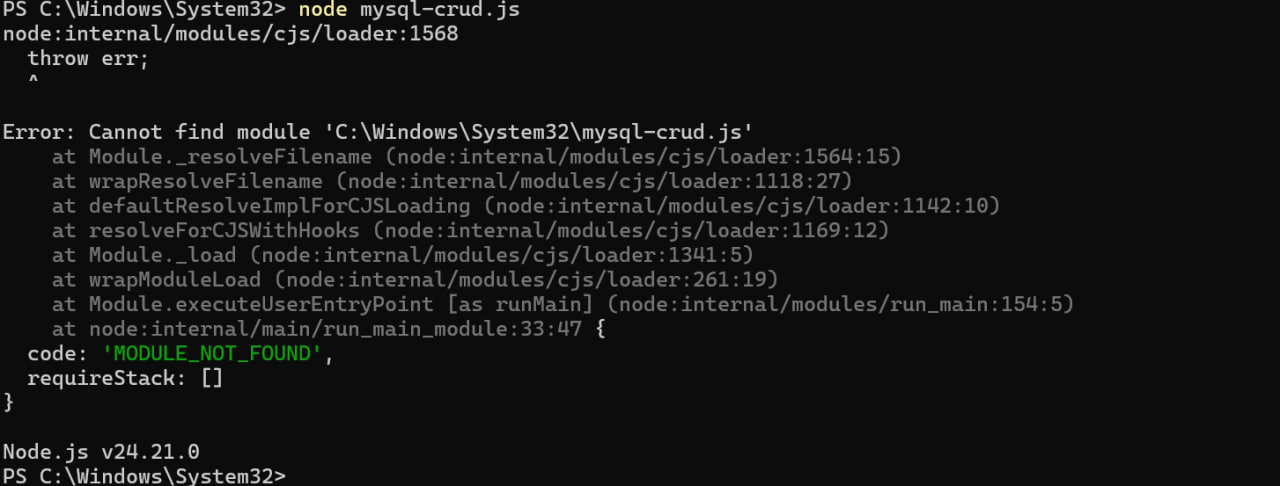 PS C:\Windows\System32> node mysql-crud.js
node:internal/modules/cjs/loader:1568
  throw err;
  ^

Error: Cannot find module 'C:\Windows\System32\mysql-crud.js'
    at Module._resolveFilename (node:internal/modules/cjs/loader:1564:15)
    at wrapResolveFilename (node:internal/modules/cjs/loader:1118:27)
    at defaultResolveImplForCJSLoading (node:internal/modules/cjs/loader:1142:10)
    at resolveForCJSWithHooks (node:internal/modules/cjs/loader:1169:12)
    at Module._load (node:internal/modules/cjs/loader:1341:5)
    at wrapModuleLoad (node:internal/modules/cjs/loader:261:19)
    at Module.executeUserEntryPoint [as runMain] (node:internal/modules/run_main:154:5)
    at node:internal/main/run_main_module:33:47 {
  code: 'MODULE_NOT_FOUND',
  requireStack: []
}

Node.js v24.21.0
PS C:\Windows\System32>